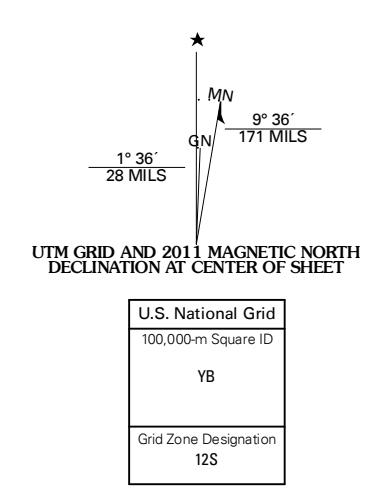 MN
GN
9° 36´
171 MILS
1° 36´
28 MILS
UTM GRID AND 2011 MAGNETIC NORTH
DECLINATION AT CENTER OF SHEET
U.S. National Grid
100,000-m Square ID
YB
Grid Zone Designation
12S